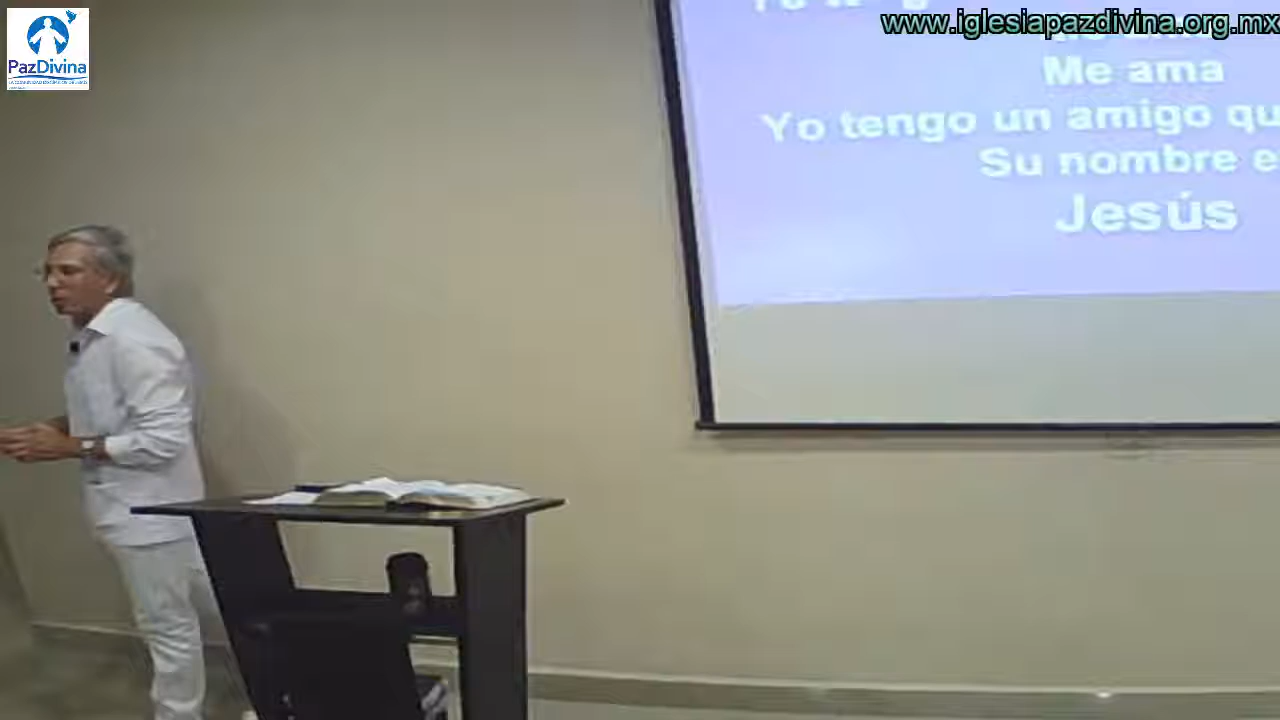 PazDivina
www.iglesiapazdivina.org.mx
Me ama
Yo tengo un amigo
Su nombre
Jesús